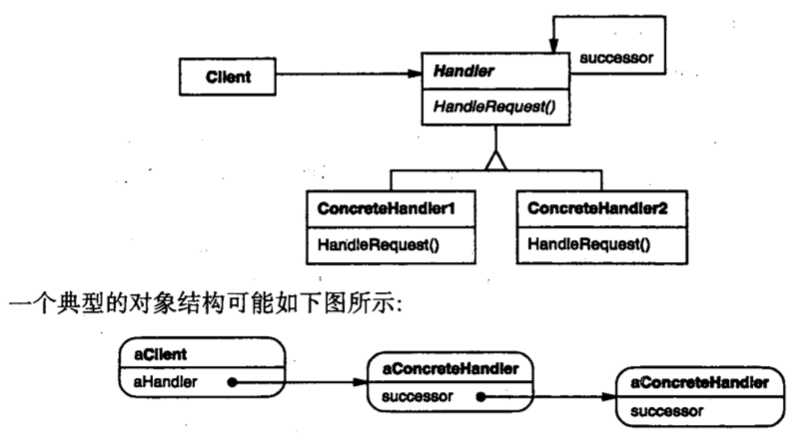 successor
Client
Handler
HandleRequest()
ConcreteHandler1
ConcreteHandler2
HandleRequest()
HandleRequest()
一个典型的对象结构可能如下图所示:
aClient
aHandler
aConcreteHandler
successor
aConcreteHandler
successor